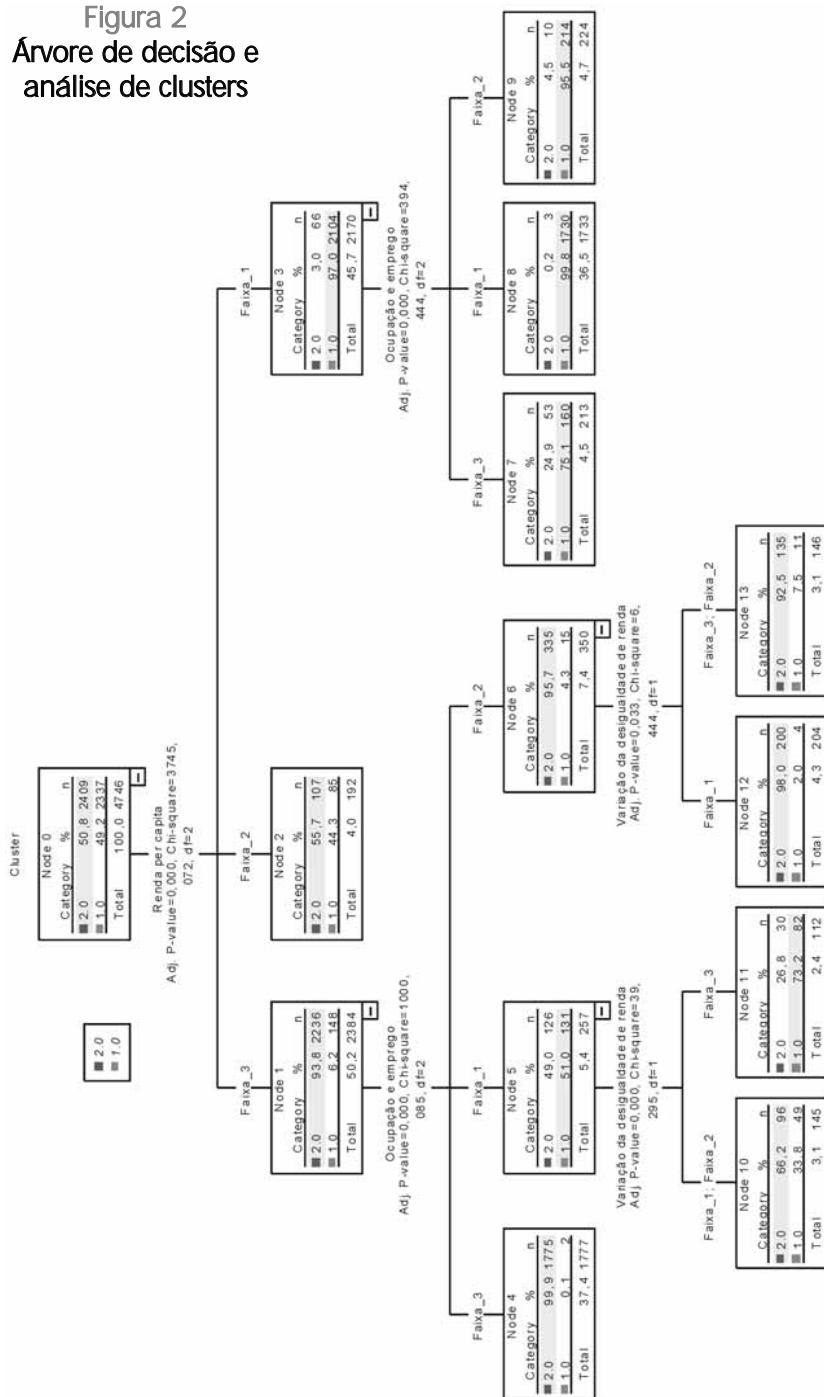 Figura 2
Árvore de decisão e
análise de clusters
Cluster
2.0
1.0
Node 0
Category % n
2.0 50,8 2409
1.0 49,2 2337
Total 100,0 4746
Renda per capita
Adj. P-value=0,000, Chi-square=3745,
072, df=2
Faixa_3
Node 1
Category % n
2.0 93,8 2236
1.0 6,2 148
Total 50,2 2384
Faixa_2
Node 2
Category % n
2.0 55,7 107
1.0 44,3 85
Total 4,0 192
Faixa_1
Node 3
Category % n
2.0 3,0 66
1.0 97,0 2104
Total 45,7 2170
Ocupação e emprego
Adj. P-value=0,000, Chi-square=1000,
085, df=2
Ocupação e emprego
Adj. P-value=0,000, Chi-square=394,
444, df=2
Faixa_3
Node 4
Category % n
2.0 99,9 1775
1.0 0,1 2
Total 37,4 1777
Faixa_1
Node 5
Category % n
2.0 49,0 126
1.0 51,0 131
Total 5,4 257
Faixa_2
Node 6
Category % n
2.0 95,7 335
1.0 4,3 15
Total 7,4 350
Faixa_3
Node 7
Category % n
2.0 24,9 53
1.0 75,1 160
Total 4,5 213
Faixa_1
Node 8
Category % n
2.0 0,2 3
1.0 99,8 1730
Total 36,5 1733
Faixa_2
Node 9
Category % n
2.0 4,5 10
1.0 95,5 214
Total 4,7 224
Variação da desigualdade de renda
Adj. P-value=0,000, Chi-square=39,
295, df=1
Variação da desigualdade de renda
Adj. P-value=0,033, Chi-square=6,
444, df=1
Faixa_1; Faixa_2
Node 10
Category % n
2.0 66,2 96
1.0 33,8 49
Total 3,1 145
Faixa_3
Node 11
Category % n
2.0 26,8 30
1.0 73,2 82
Total 2,4 112
Faixa_1
Node 12
Category % n
2.0 98,0 200
1.0 2,0 4
Total 4,3 204
Faixa_3; Faixa_2
Node 13
Category % n
2.0 92,5 135
1.0 7,5 11
Total 3,1 146